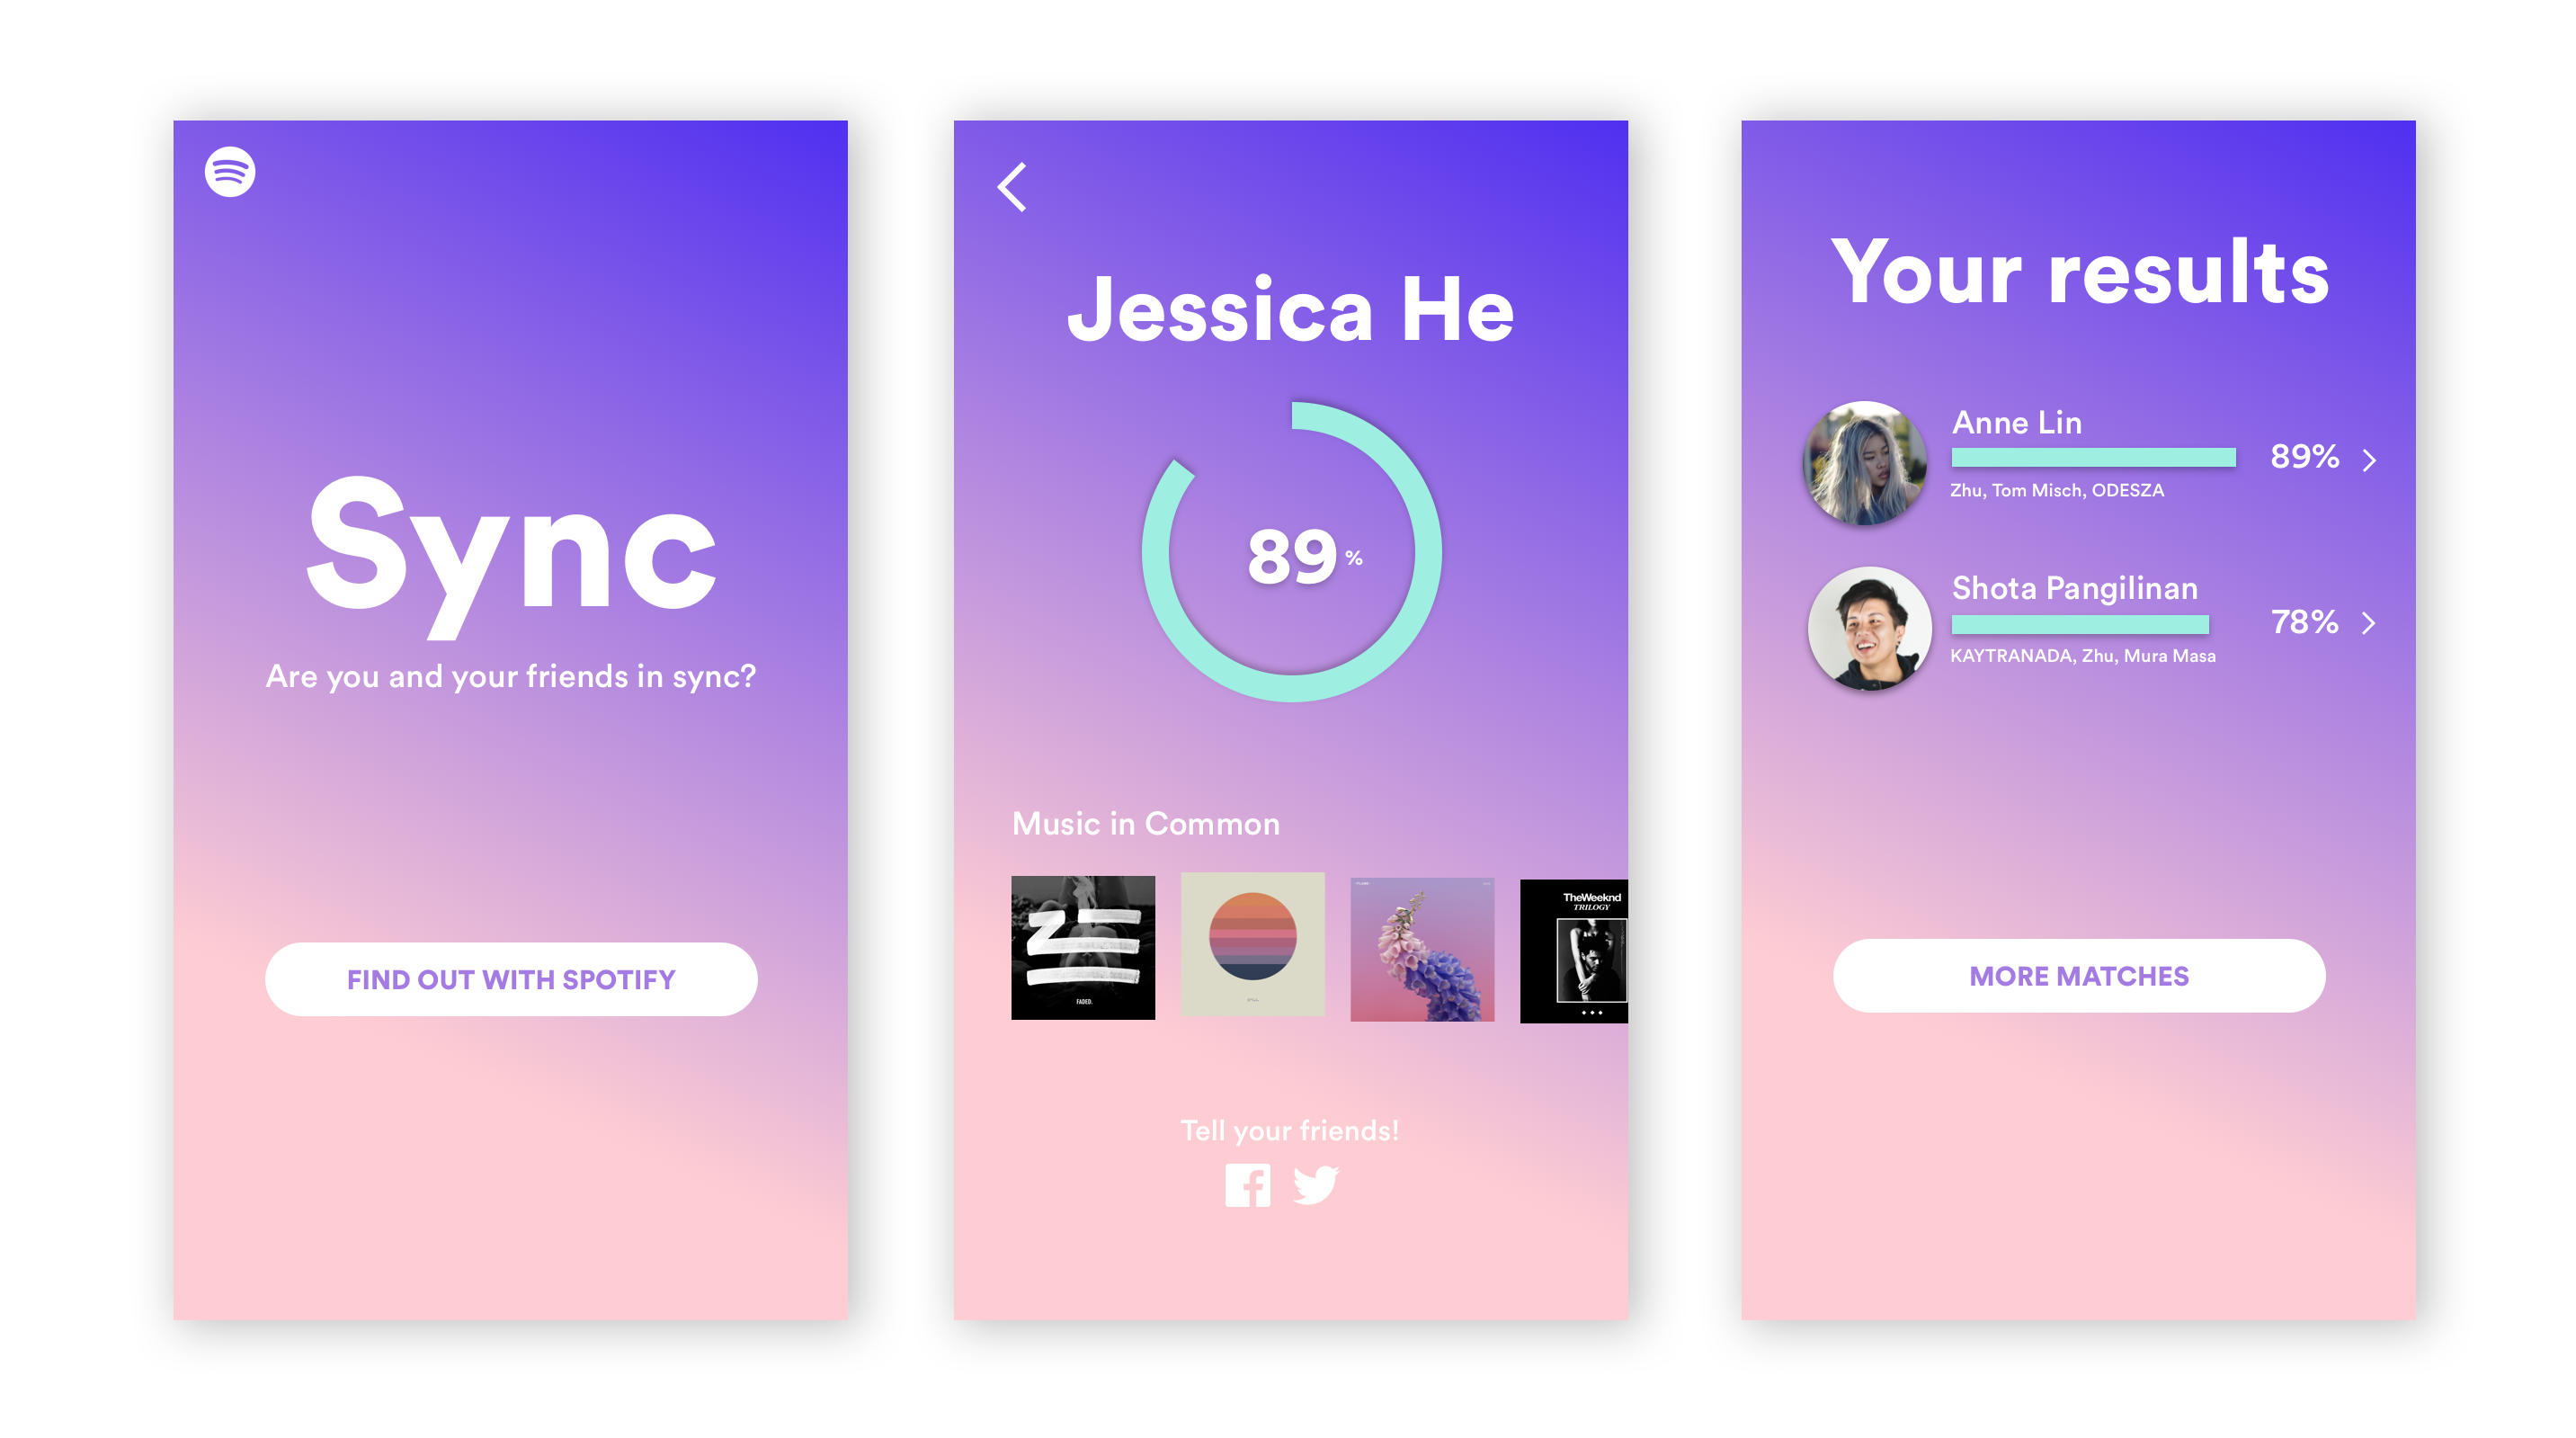 Sync
Are you and your friends in sync?
FIND OUT WITH SPOTIFY
Jessica He
89 %
Music in Common
FADED.
TheWeeknd
TRILOGY
Tell your friends!
Your results
Anne Lin
89%
Zhu, Tom Misch, ODESZA
Shota Pangilinan
78%
KAYTRANADA, Zhu, Mura Masa
MORE MATCHES